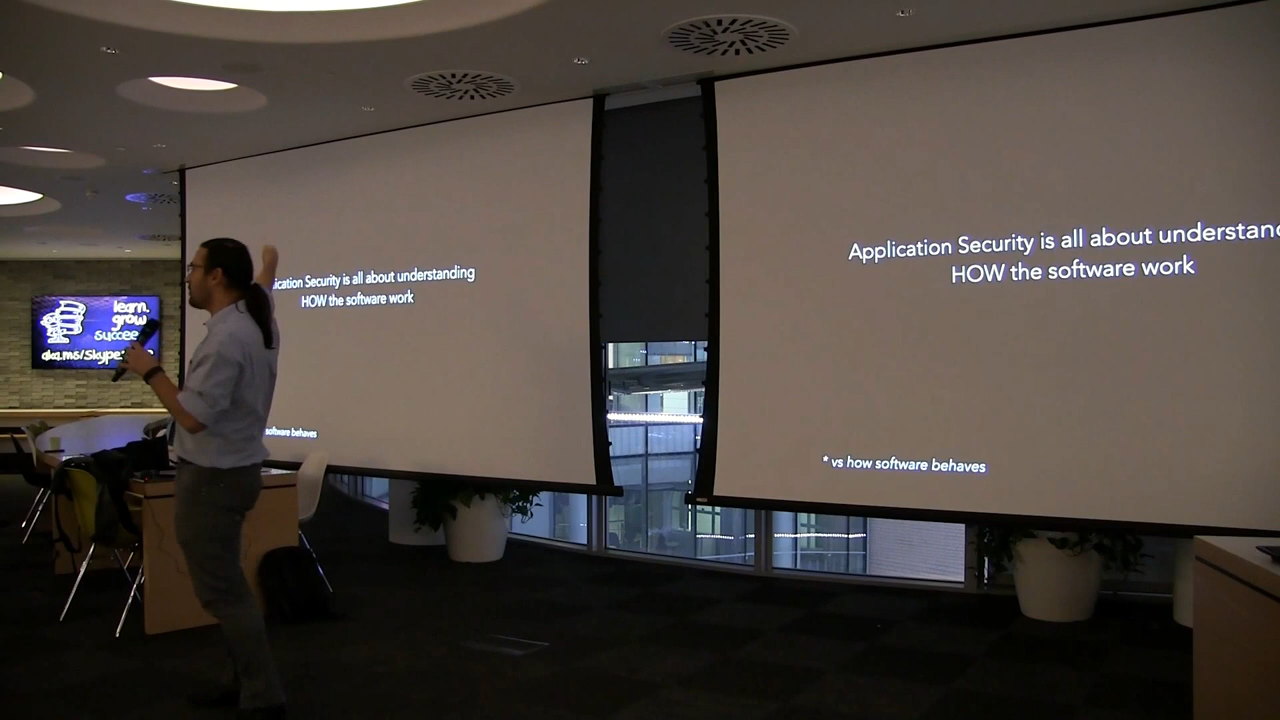 learn.
grow
succee
aka.ms/Skype
ication Security is all about understanding
HOW the software work
software behaves
Application Security is all about understand
HOW the software work
* vs how software behaves